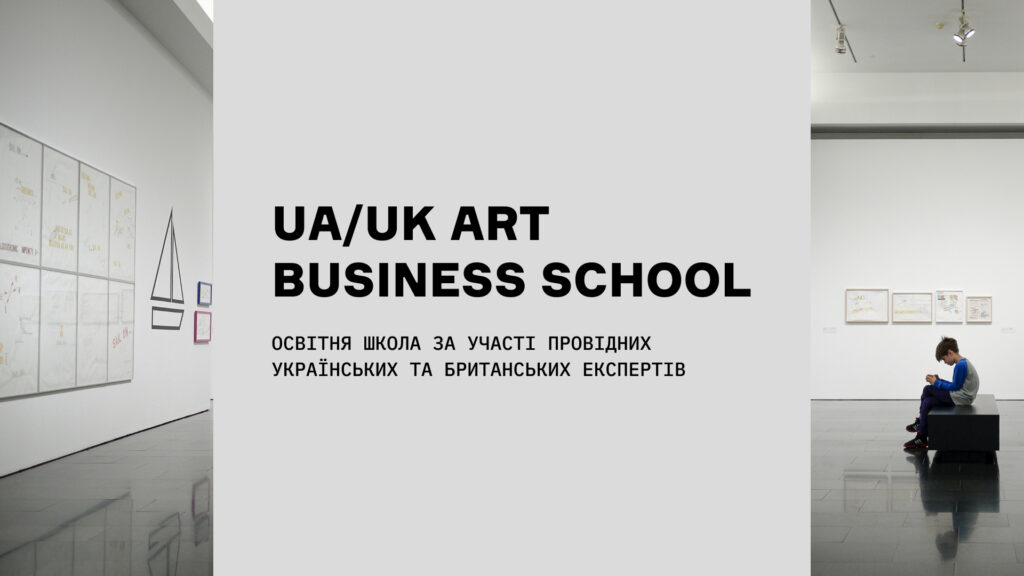 UA/UK ART
BUSINESS SCHOOL
ОСВІТНЯ ШКОЛА ЗА УЧАСТІ ПРОВІДНИХ
УКРАЇНСЬКИХ ТА БРИТАНСЬКИХ ЕКСПЕРТІВ